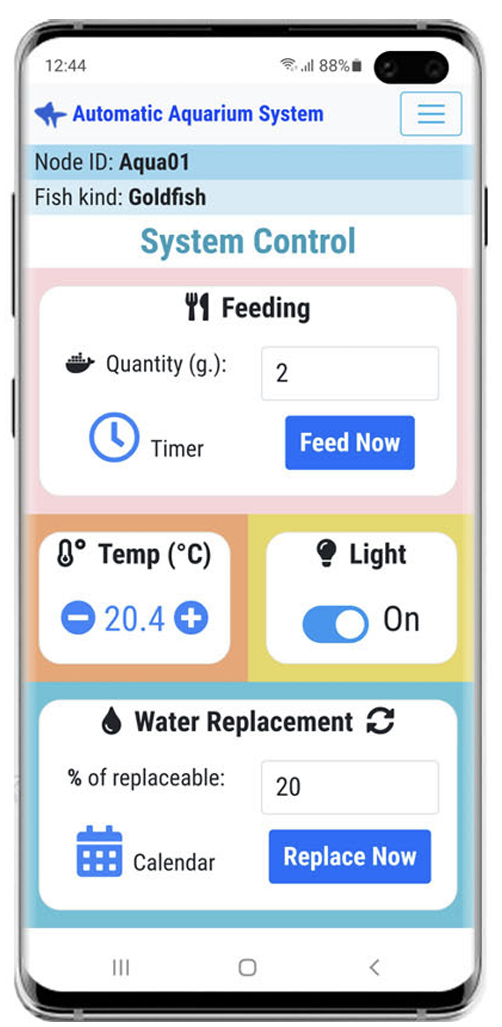 12:44 88%
Automatic Aquarium System
Node ID: Aqua01
Fish kind: Goldfish
System Control
Feeding
Quantity (g.): 2
Timer Feed Now
Temp (°C) Light
20.4 On
Water Replacement
% of replaceable: 20
Calendar Replace Now